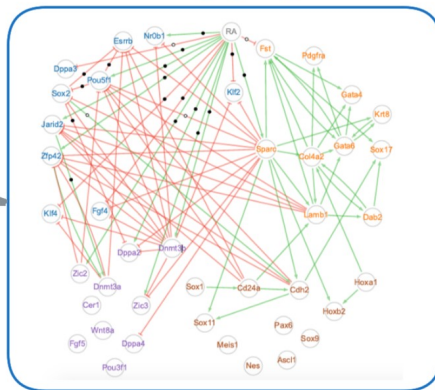 RA
Nr0b1
Esrrb
Fst
Pdgfra
Dppa3
Pou5f1
Sox2
Klf2
Gata4
Krt8
Jarid2
Gata6
Sox17
Zfp42
Sparc
Col4a2
Klf4
Fgf4
Lamb1
Dab2
Dppa2
Dnmt3b
Zic2
Dnmt3a
Cd24a
Cdh2
Sox1
Hoxa1
Cer1
Zic3
Hoxb2
Sox11
Wnt8a
Pax6
Fgf5
Dppa4
Meis1
Sox9
Pou3f1
Nes
Ascl1